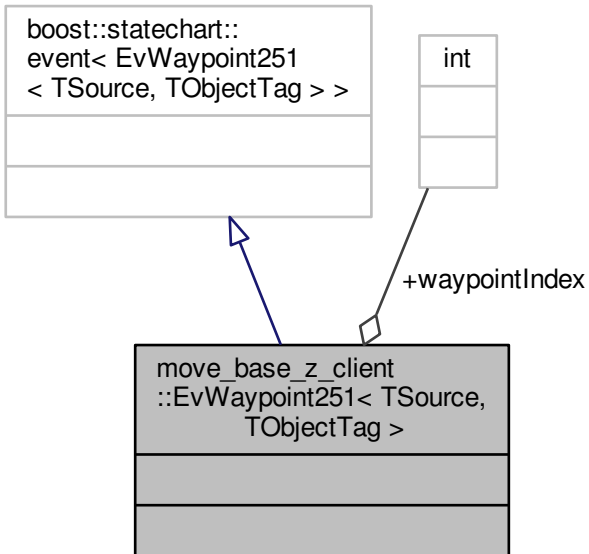 boost::statechart::
event< EvWaypoint251
< TSource, TObjectTag > >
int
+waypointIndex
move_base_z_client
::EvWaypoint251< TSource,
TObjectTag >